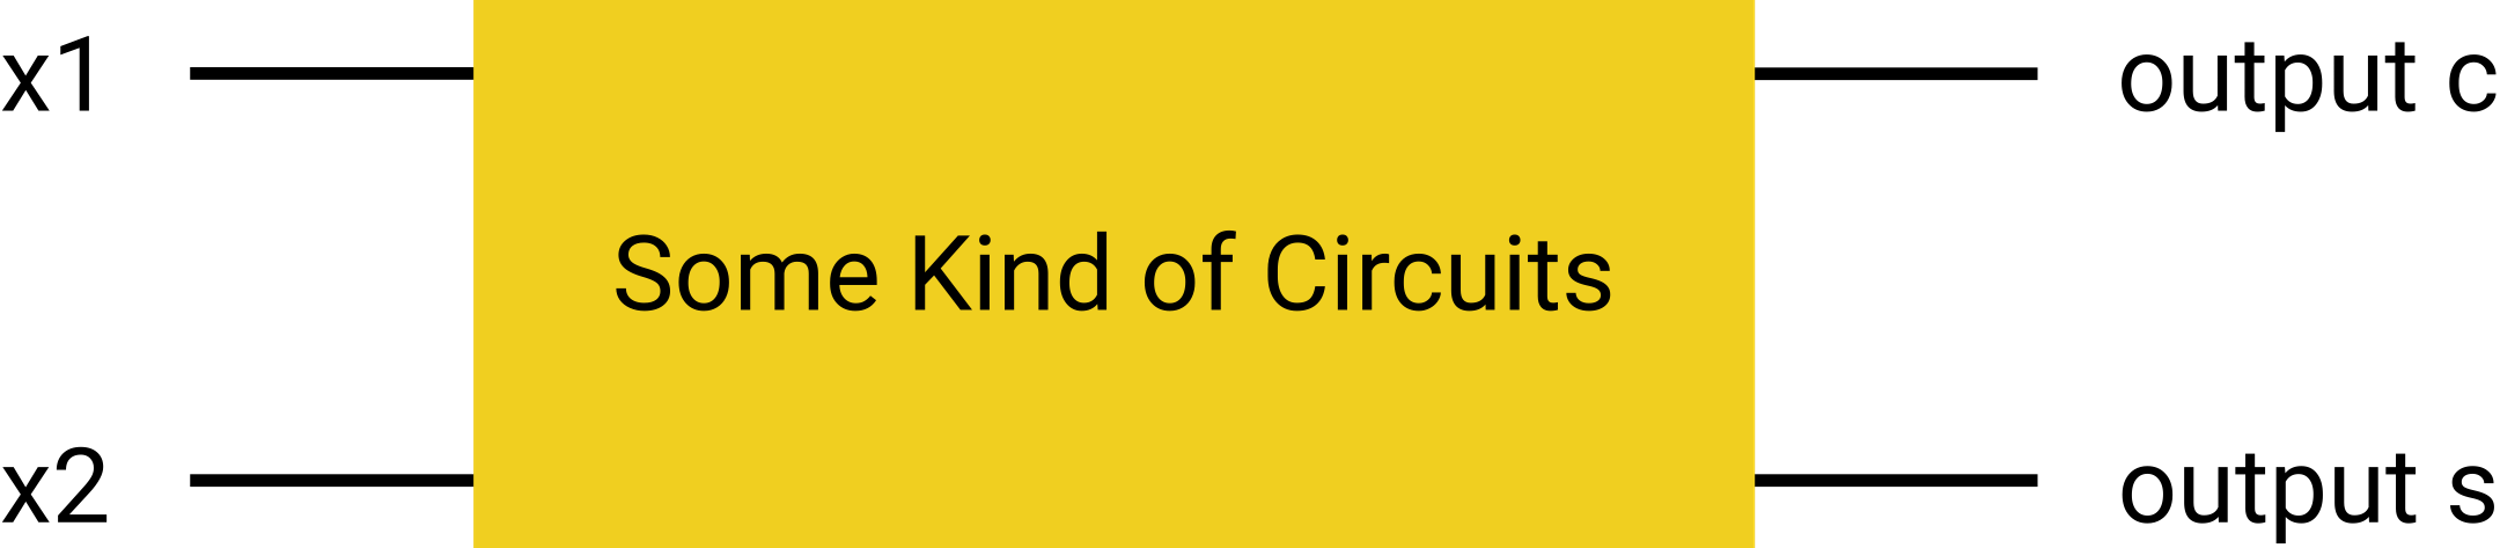 x1
output c
Some Kind of Circuits
x2
output s